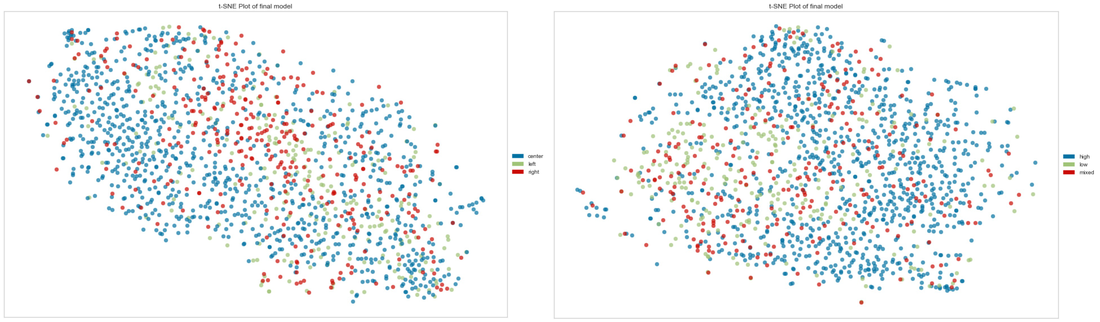 t-SNE Plot of final model
center
left
right
t-SNE Plot of final model
high
low
mixed